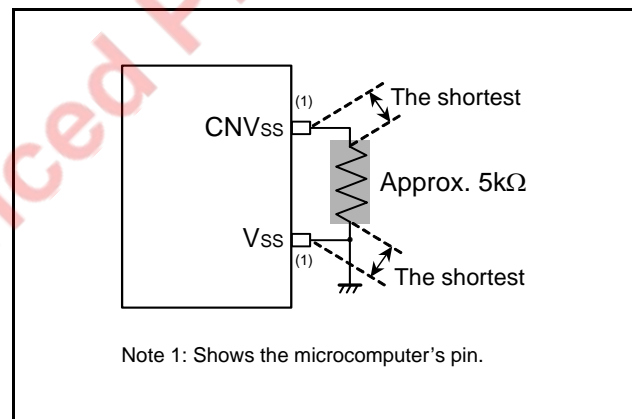 (1)
The shortest
CNVSS
Approx. 5kΩ
VSS
(1)
The shortest
Note 1: Shows the microcomputer's pin.